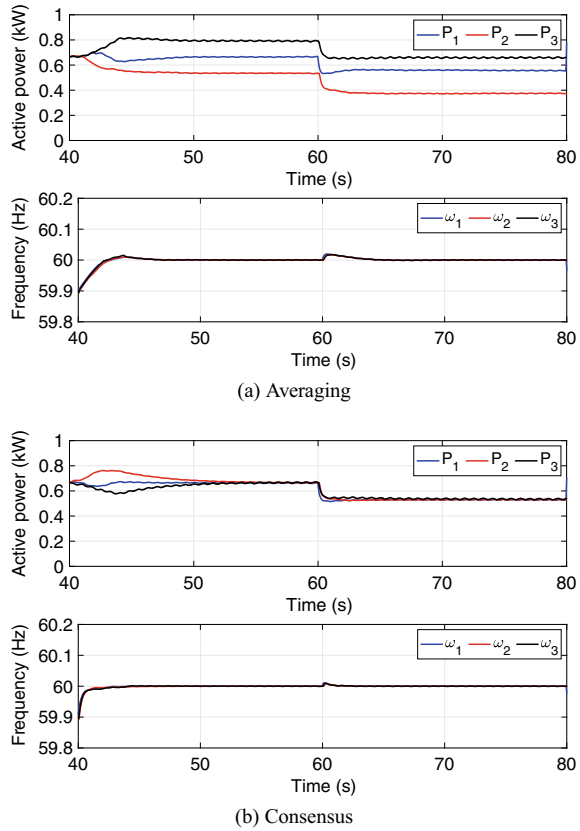 1
0.8
0.6
0.4
0.2
0
Active power (kW)
P1 P2 P3
40 50 60 70 80
Time (s)
60.2
60.1
60
59.9
59.8
Frequency (Hz)
ω1 ω2 ω3
40 50 60 70 80
Time (s)
(a) Averaging
1
0.8
0.6
0.4
0.2
0
Active power (kW)
P1 P2 P3
40 50 60 70 80
Time (s)
60.2
60.1
60
59.9
59.8
Frequency (Hz)
ω1 ω2 ω3
40 50 60 70 80
Time (s)
(b) Consensus